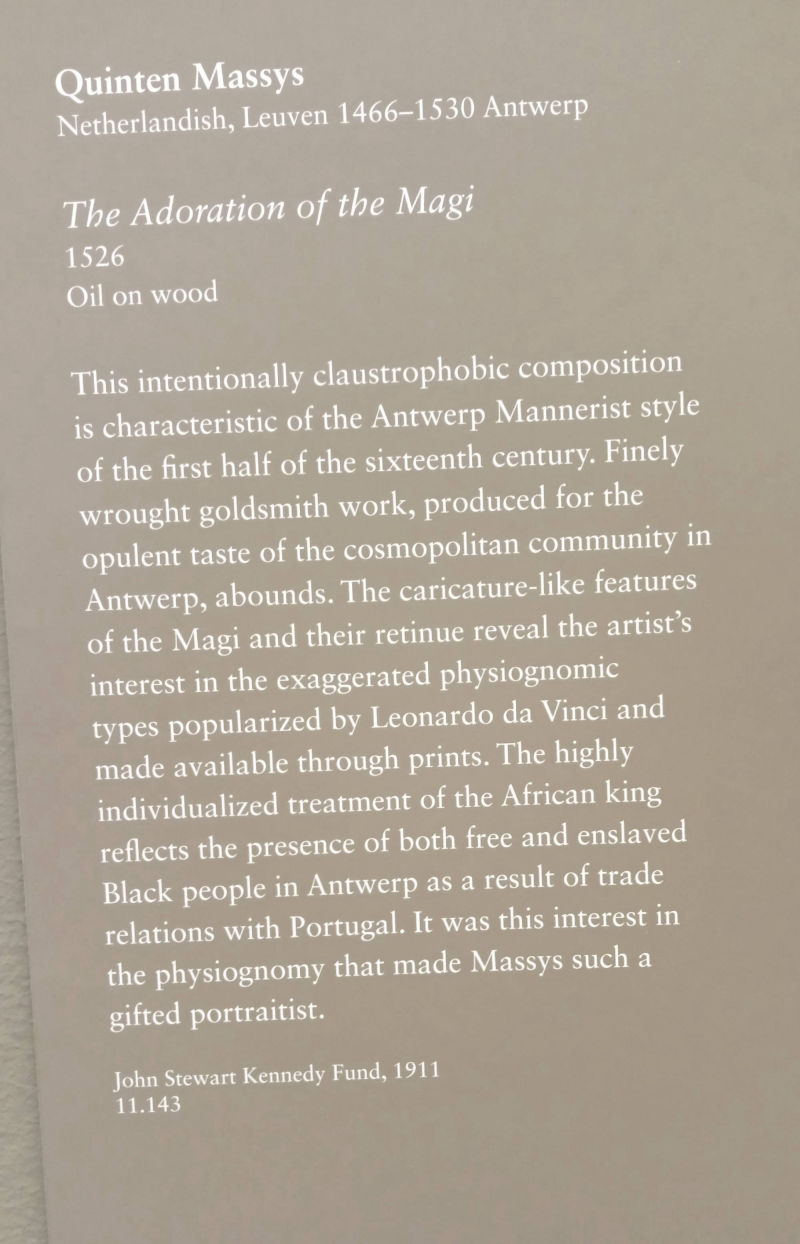 Quinten Massys
Netherlandish, Leuven 1466–1530 Antwerp
The Adoration of the Magi
1526
Oil on wood
This intentionally claustrophobic composition
is characteristic of the Antwerp Mannerist style
of the first half of the sixteenth century. Finely
wrought goldsmith work, produced for the
opulent taste of the cosmopolitan community in
Antwerp, abounds. The caricature-like features
of the Magi and their retinue reveal the artist’s
interest in the exaggerated physiognomic
types popularized by Leonardo da Vinci and
made available through prints. The highly
individualized treatment of the African king
reflects the presence of both free and enslaved
Black people in Antwerp as a result of trade
relations with Portugal. It was this interest in
the physiognomy that made Massys such a
gifted portraitist.
John Stewart Kennedy Fund, 1911
11.143